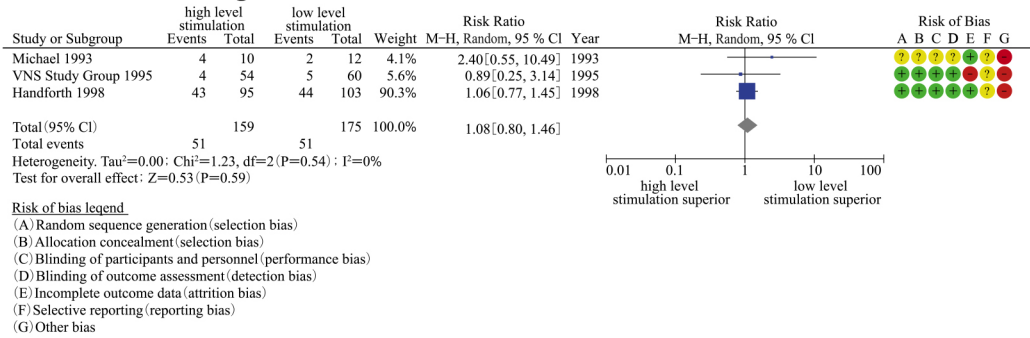 high level stimulation low level stimulation Risk Ratio Risk Ratio Risk of Bias
Study or Subgroup Events Total Events Total Weight M-H, Random, 95 % Cl Year M-H, Random, 95 % Cl A B C D E F G
Michael 1993 4 10 2 12 4.1% 2.40[0.55, 10.49] 1993 ? ? ? ? + ? -
VNS Study Group 1995 4 54 5 60 5.6% 0.89[0.25, 3.14] 1995 + + + + - ? -
Handforth 1998 43 95 44 103 90.3% 1.06[0.77, 1.45] 1998 + + + + + ? -
Total(95% Cl) 159 175 100.0% 1.08[0.80, 1.46]
Total events 51 51
Heterogeneity. Tau²=0.00; Chi²=1.23, df=2(P=0.54); I²=0%
Test for overall effect: Z=0.53(P=0.59)
0.01 0.1 1 10 100
high level stimulation superior low level stimulation superior
Risk of bias leqend
(A)Random sequence generation(selection bias)
(B)Allocation concealment(selection bias)
(C)Blinding of participants and personnel(performance bias)
(D)Blinding of outcome assessment(detection bias)
(E)Incomplete outcome data(attrition bias)
(F)Selective reporting(reporting bias)
(G)Other bias